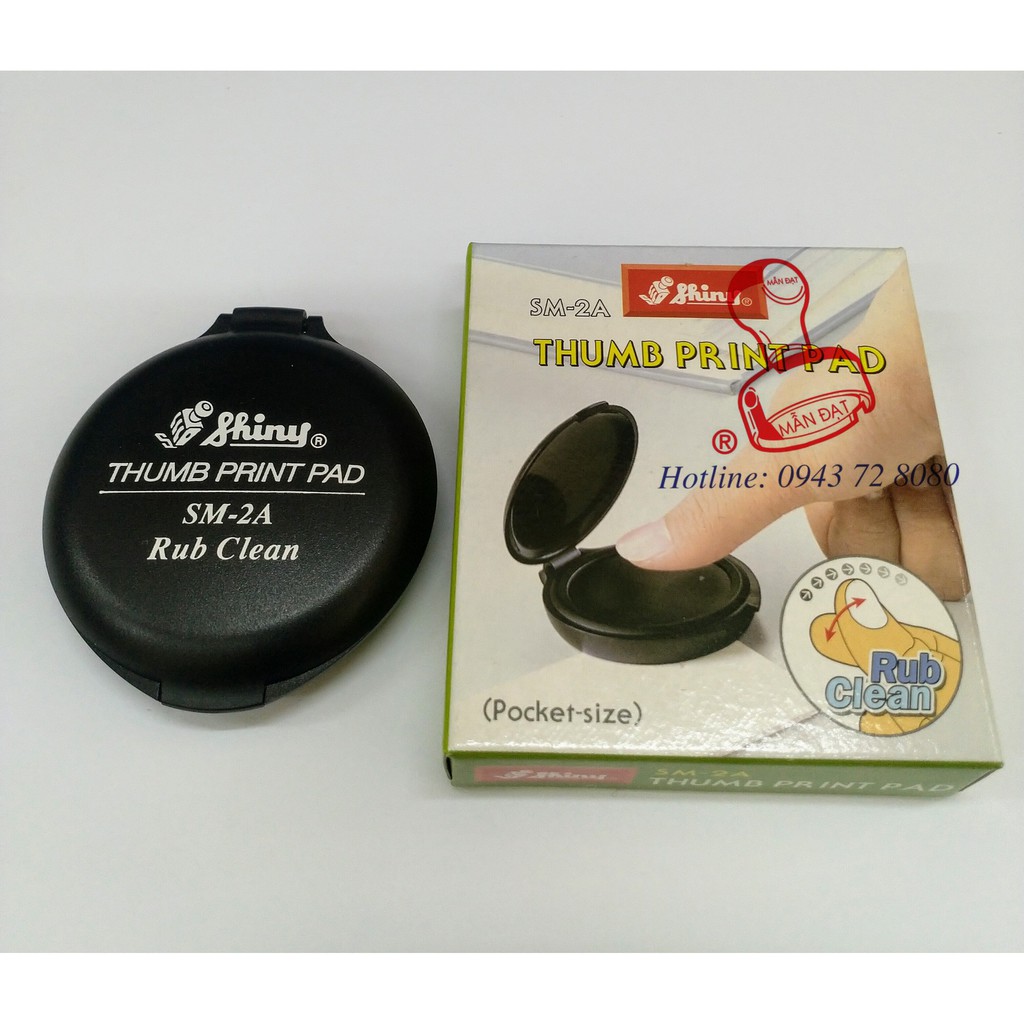 Shiny®
THUMB PRINT PAD
SM-2A
Rub Clean
SM-2A Shiny®
THUMB PRINT PAD
MẪN ĐẠT
MẪN ĐẠT
®
Hotline: 0943 72 8080
Rub
Clean
(Pocket-size)
Shiny SM-2A
THUMB PRINT PAD